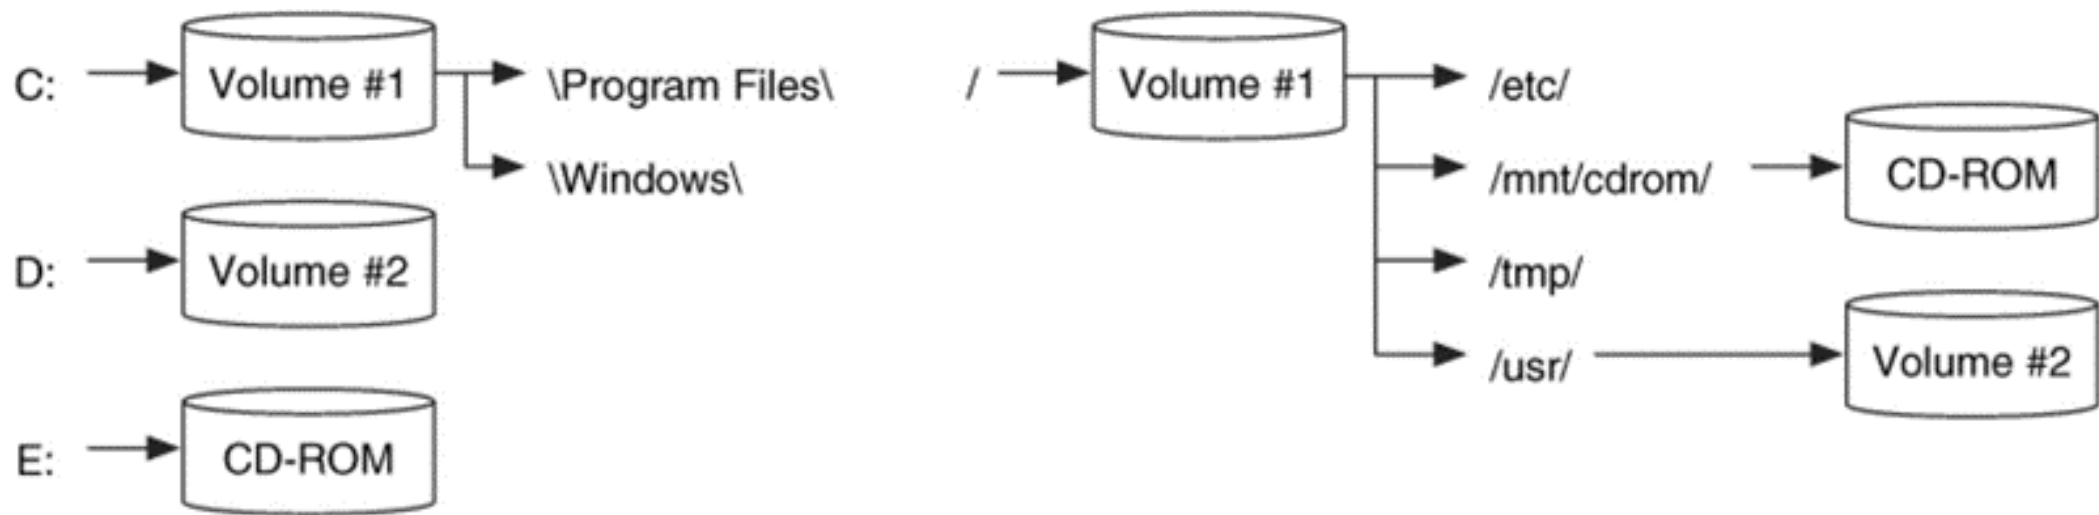 C:
Volume #1
\Program Files\
\Windows\
D:
Volume #2
E:
CD-ROM
/
Volume #1
/etc/
/mnt/cdrom/
CD-ROM
/tmp/
/usr/
Volume #2